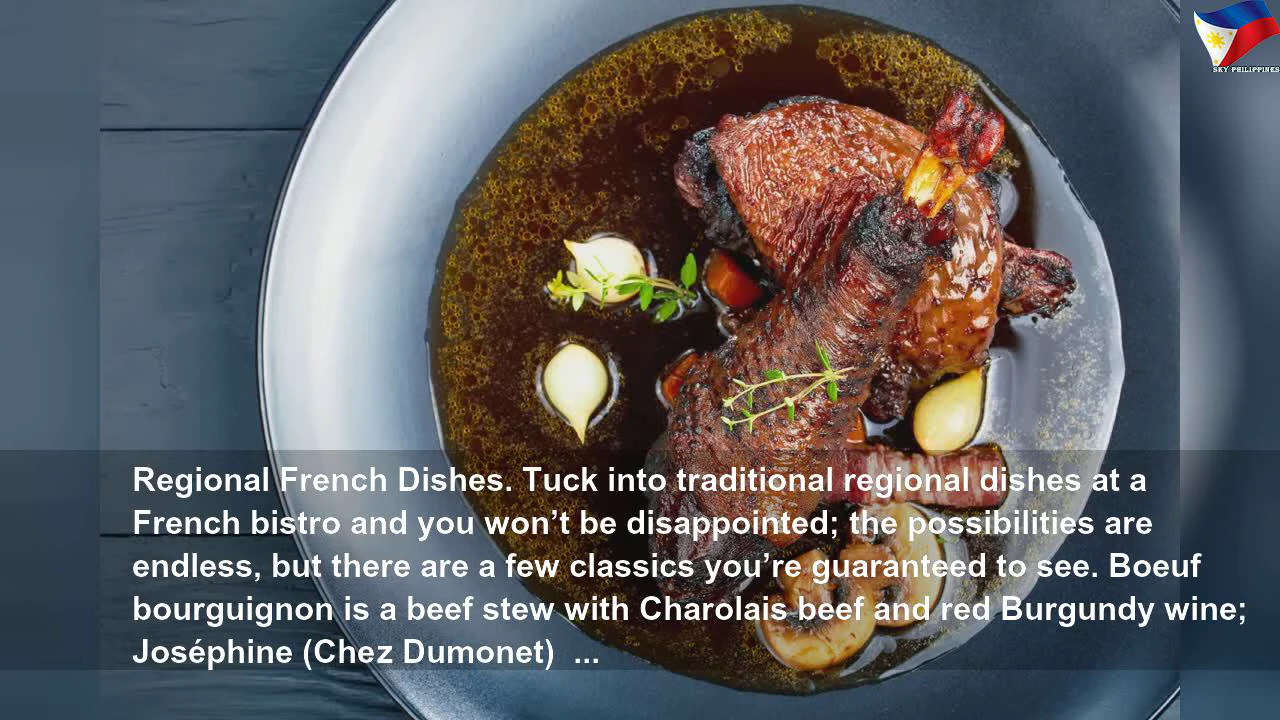 SKY PHILIPPINES
Regional French Dishes. Tuck into traditional regional dishes at a
French bistro and you won’t be disappointed; the possibilities are
endless, but there are a few classics you’re guaranteed to see. Boeuf
bourguignon is a beef stew with Charolais beef and red Burgundy wine;
Joséphine (Chez Dumonet)  ...